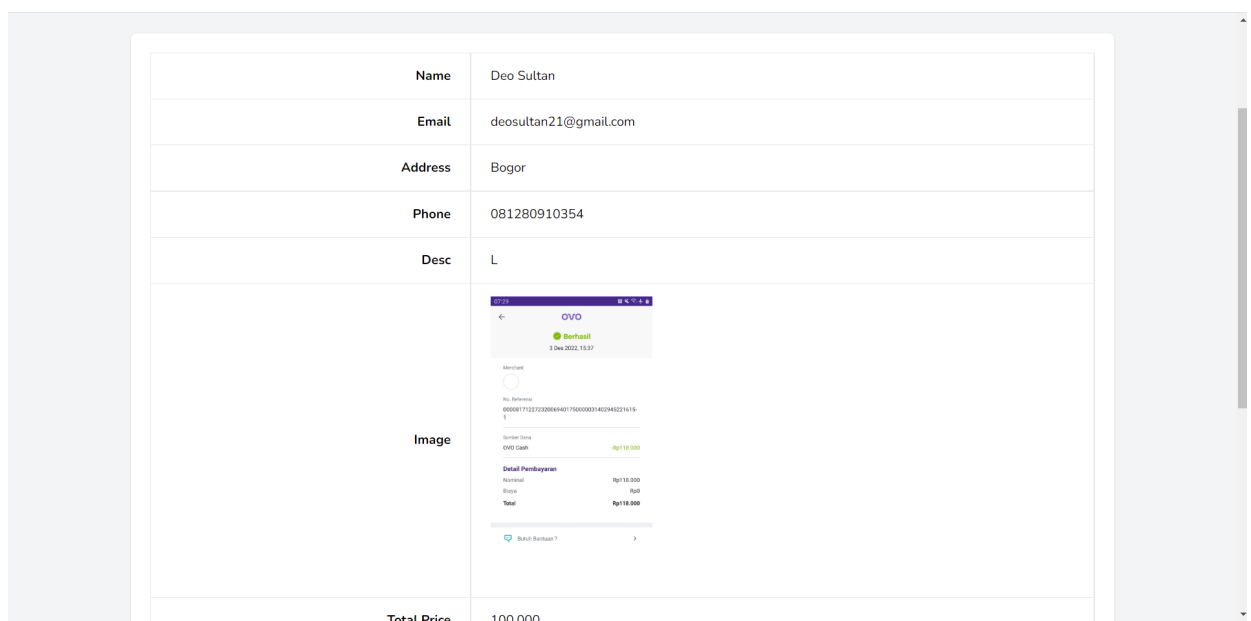 Name Deo Sultan
Email deosultan21@gmail.com
Address Bogor
Phone 081280910354
Desc L
Image
07:29
OVO
Berhasil
3 Des 2022, 15:37
Merchant
No. Referensi
Sumber Dana
OVO Cash Rp118.000
Detail Pembayaran
Nominal Rp118.000
Biaya Rp0
Total Rp118.000
Butuh Bantuan ?
Total Price 100.000